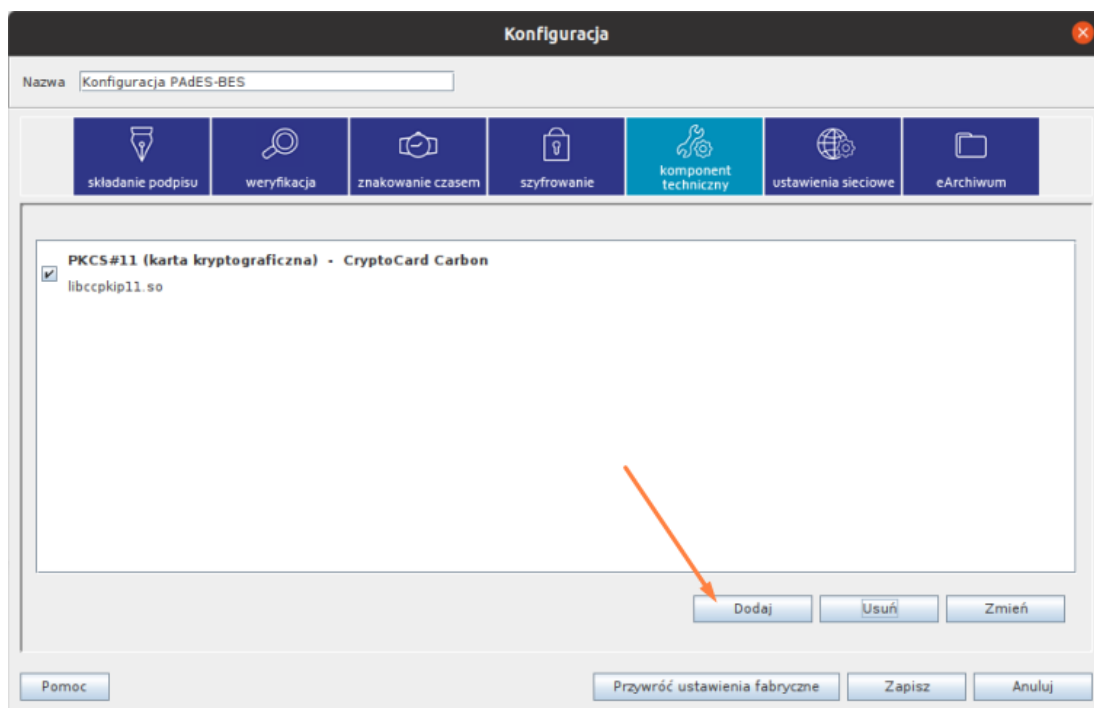 Konfiguracja
Nazwa Konfiguracja PAdES-BES
składanie podpisu weryfikacja znakowanie czasem szyfrowanie komponent techniczny ustawienia sieciowe eArchiwum
PKCS#11 (karta kryptograficzna) - CryptoCard Carbon
libccpkip11.so
Dodaj Usuń Zmień
Pomoc Przywróć ustawienia fabryczne Zapisz Anuluj